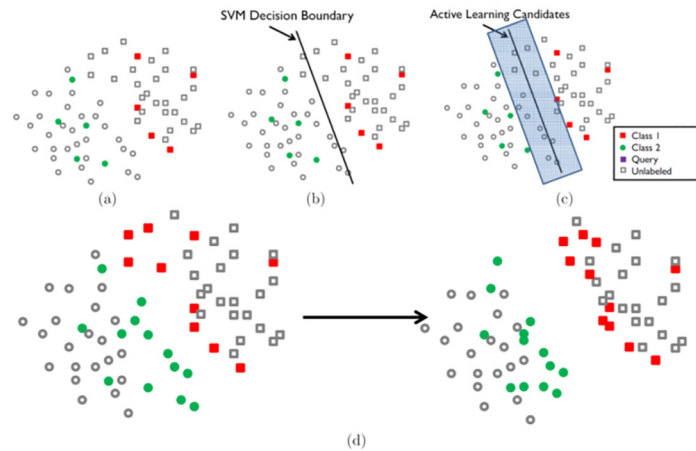 SVM Decision Boundary
Active Learning Candidates
Class 1
Class 2
Query
Unlabeled
(a)
(b)
(c)
(d)